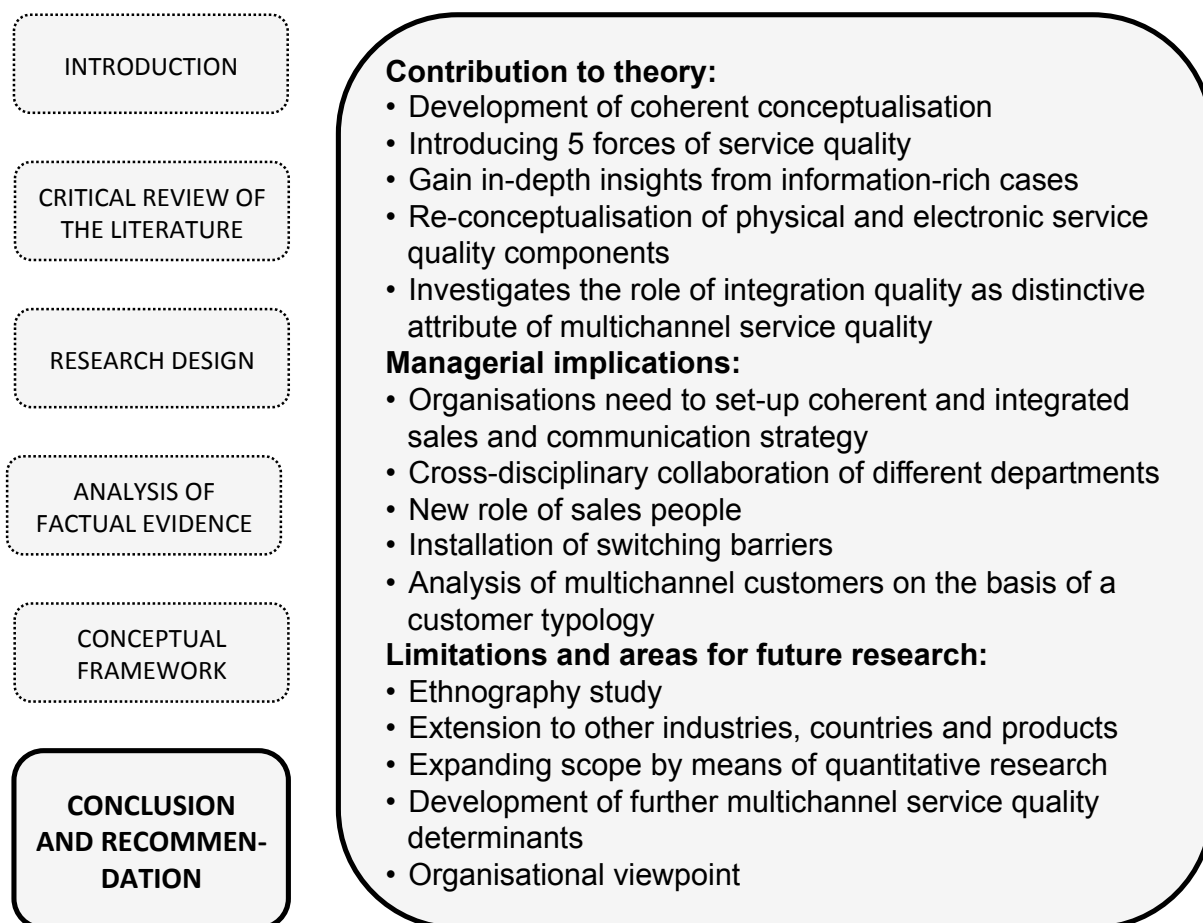 INTRODUCTION
CRITICAL REVIEW OF
THE LITERATURE
RESEARCH DESIGN
ANALYSIS OF
FACTUAL EVIDENCE
CONCEPTUAL
FRAMEWORK
CONCLUSION
AND RECOMMEN-
DATION
Contribution to theory:
• Development of coherent conceptualisation
• Introducing 5 forces of service quality
• Gain in-depth insights from information-rich cases
• Re-conceptualisation of physical and electronic service
quality components
• Investigates the role of integration quality as distinctive
attribute of multichannel service quality
Managerial implications:
• Organisations need to set-up coherent and integrated
sales and communication strategy
• Cross-disciplinary collaboration of different departments
• New role of sales people
• Installation of switching barriers
• Analysis of multichannel customers on the basis of a
customer typology
Limitations and areas for future research:
• Ethnography study
• Extension to other industries, countries and products
• Expanding scope by means of quantitative research
• Development of further multichannel service quality
determinants
• Organisational viewpoint